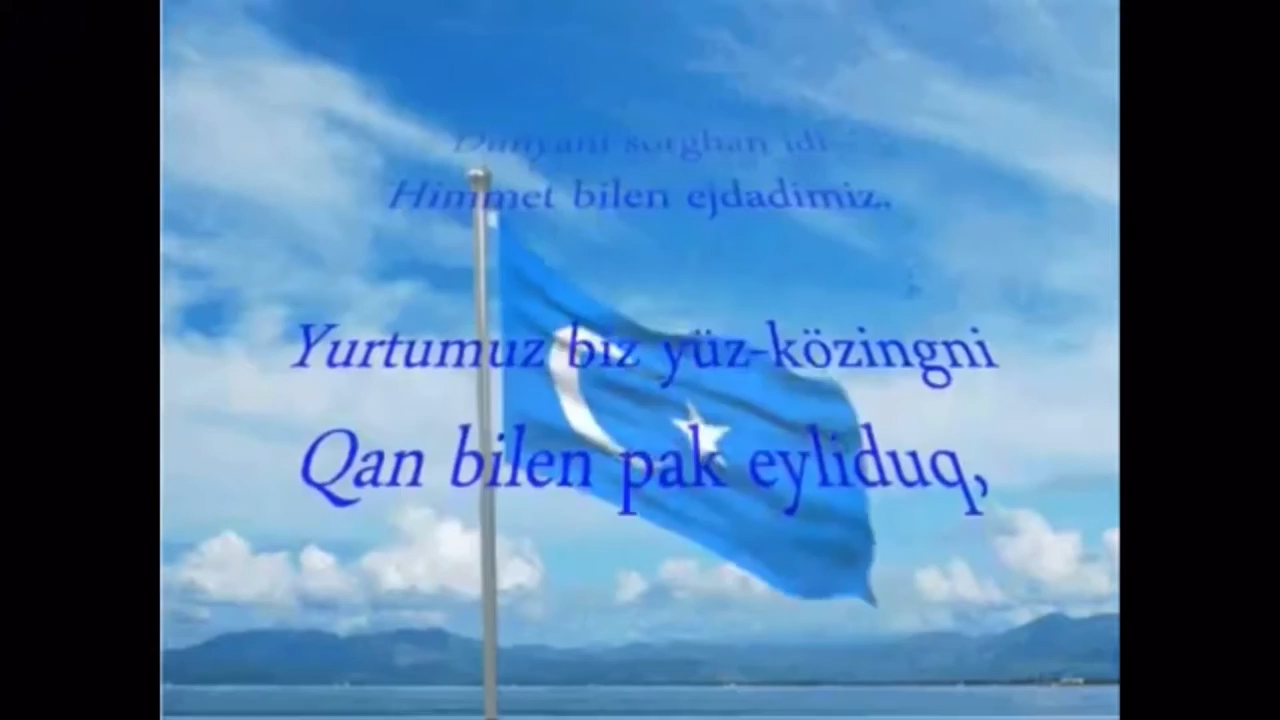 Dunyani sorghan idi
Himmet bilen ejdadimiz..
Yurtumuz biz yüz-közingni
Qan bilen pak eyliduq,